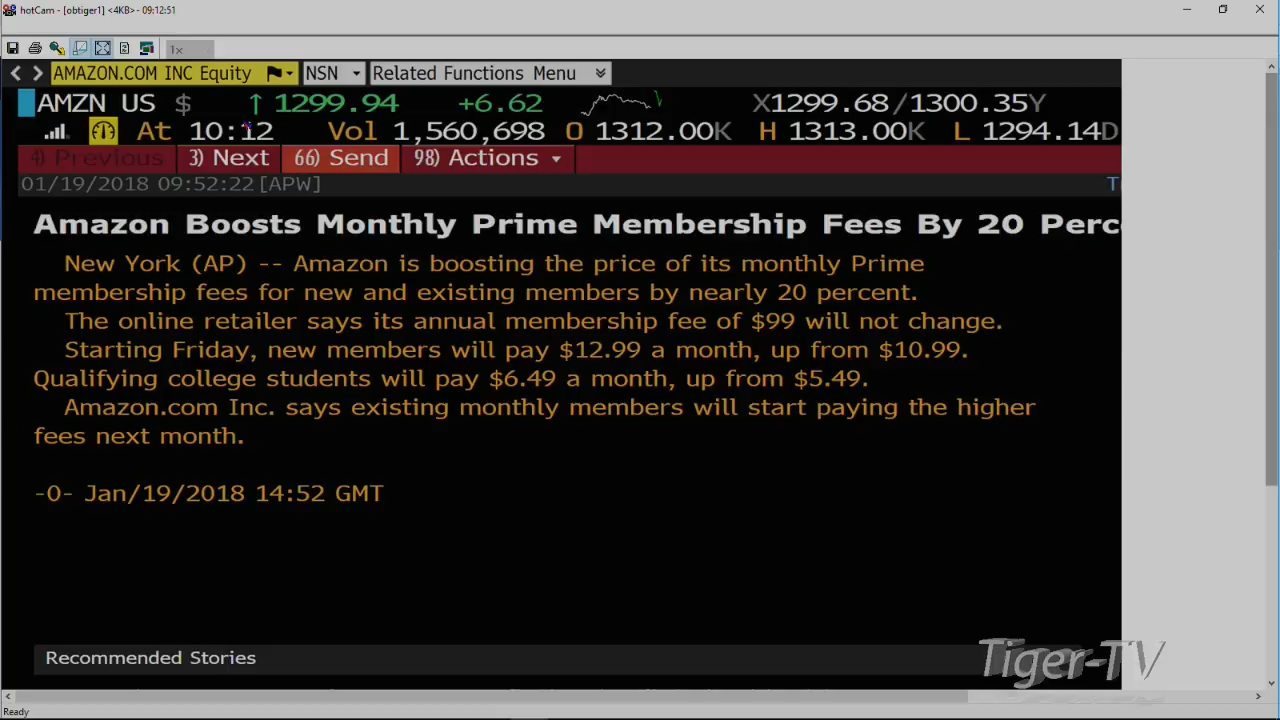 hotCam - [obtiger1] <4KB> - 09:12:51
1x
AMAZON.COM INC Equity NSN Related Functions Menu
AMZN US $ ↑ 1299.94 +6.62 X1299.68/1300.35Y
At 10:12 Vol 1,560,698 O 1312.00K H 1313.00K L 1294.14D
4) Previous 3) Next 66) Send 98) Actions
01/19/2018 09:52:22[APW]
Amazon Boosts Monthly Prime Membership Fees By 20 Perc
New York (AP) -- Amazon is boosting the price of its monthly Prime
membership fees for new and existing members by nearly 20 percent.
The online retailer says its annual membership fee of $99 will not change.
Starting Friday, new members will pay $12.99 a month, up from $10.99.
Qualifying college students will pay $6.49 a month, up from $5.49.
Amazon.com Inc. says existing monthly members will start paying the higher
fees next month.
-0- Jan/19/2018 14:52 GMT
Recommended Stories
Tiger-TV
Ready